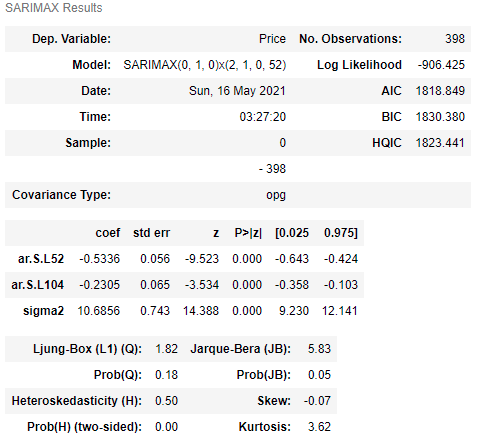 SARIMAX Results
Dep. Variable: Price No. Observations: 398
Model: SARIMAX(0, 1, 0)x(2, 1, 0, 52) Log Likelihood -906.425
Date: Sun, 16 May 2021 AIC 1818.849
Time: 03:27:20 BIC 1830.380
Sample: 0 HQIC 1823.441
- 398
Covariance Type: opg
coef std err z P>|z| [0.025 0.975]
ar.S.L52 -0.5336 0.056 -9.523 0.000 -0.643 -0.424
ar.S.L104 -0.2305 0.065 -3.534 0.000 -0.358 -0.103
sigma2 10.6856 0.743 14.388 0.000 9.230 12.141
Ljung-Box (L1) (Q): 1.82 Jarque-Bera (JB): 5.83
Prob(Q): 0.18 Prob(JB): 0.05
Heteroskedasticity (H): 0.50 Skew: -0.07
Prob(H) (two-sided): 0.00 Kurtosis: 3.62